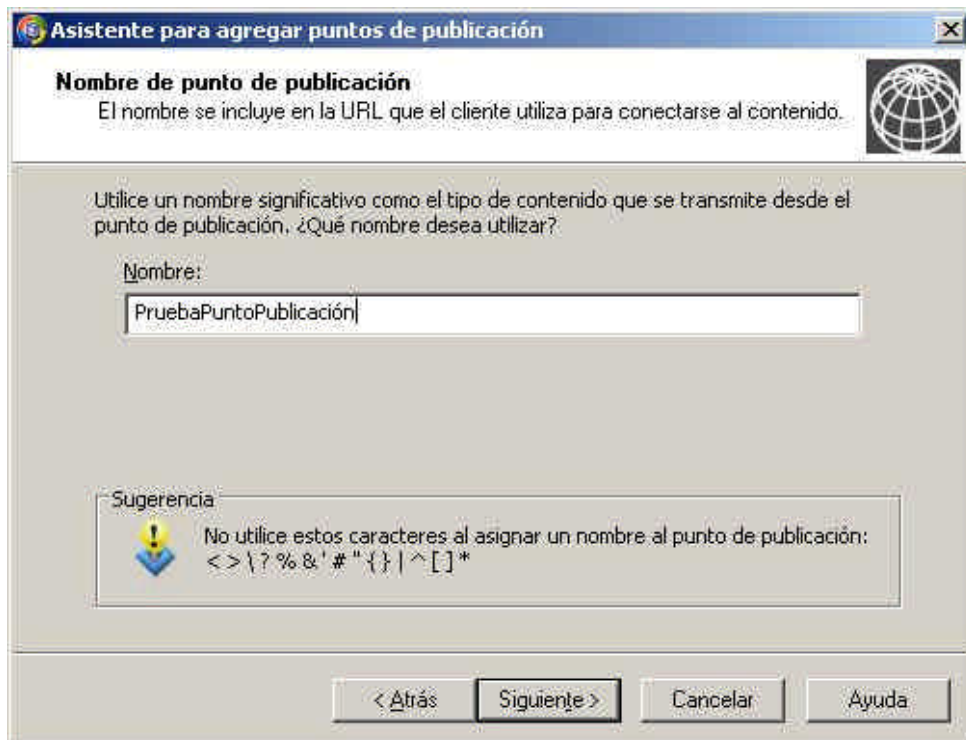 Asistente para agregar puntos de publicación
Nombre de punto de publicación
El nombre se incluye en la URL que el cliente utiliza para conectarse al contenido.
Utilice un nombre significativo como el tipo de contenido que se transmite desde el
punto de publicación. ¿Qué nombre desea utilizar?
Nombre:
PruebaPuntoPublicación
Sugerencia
No utilice estos caracteres al asignar un nombre al punto de publicación:
< > \ ? % & ' # " { } | ^ [ ] *
< Atrás
Siguiente >
Cancelar
Ayuda